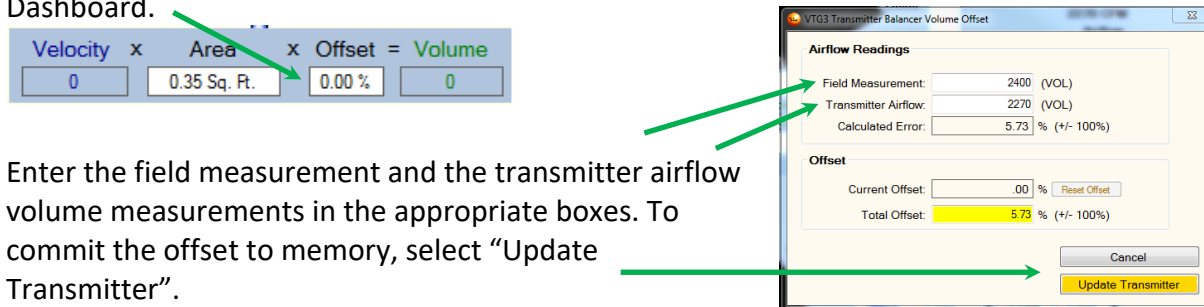 Dashboard.
Velocity x Area x Offset = Volume
0 0.35 Sq. Ft. 0.00 % 0
Enter the field measurement and the transmitter airflow
volume measurements in the appropriate boxes. To
commit the offset to memory, select “Update
Transmitter”.
VTG3 Transmitter Balancer Volume Offset
Airflow Readings
Field Measurement: 2400 (VOL)
Transmitter Airflow: 2270 (VOL)
Calculated Error: 5.73 % (+/- 100%)
Offset
Current Offset: .00 % Reset Offset
Total Offset: 5.73 % (+/- 100%)
Cancel
Update Transmitter